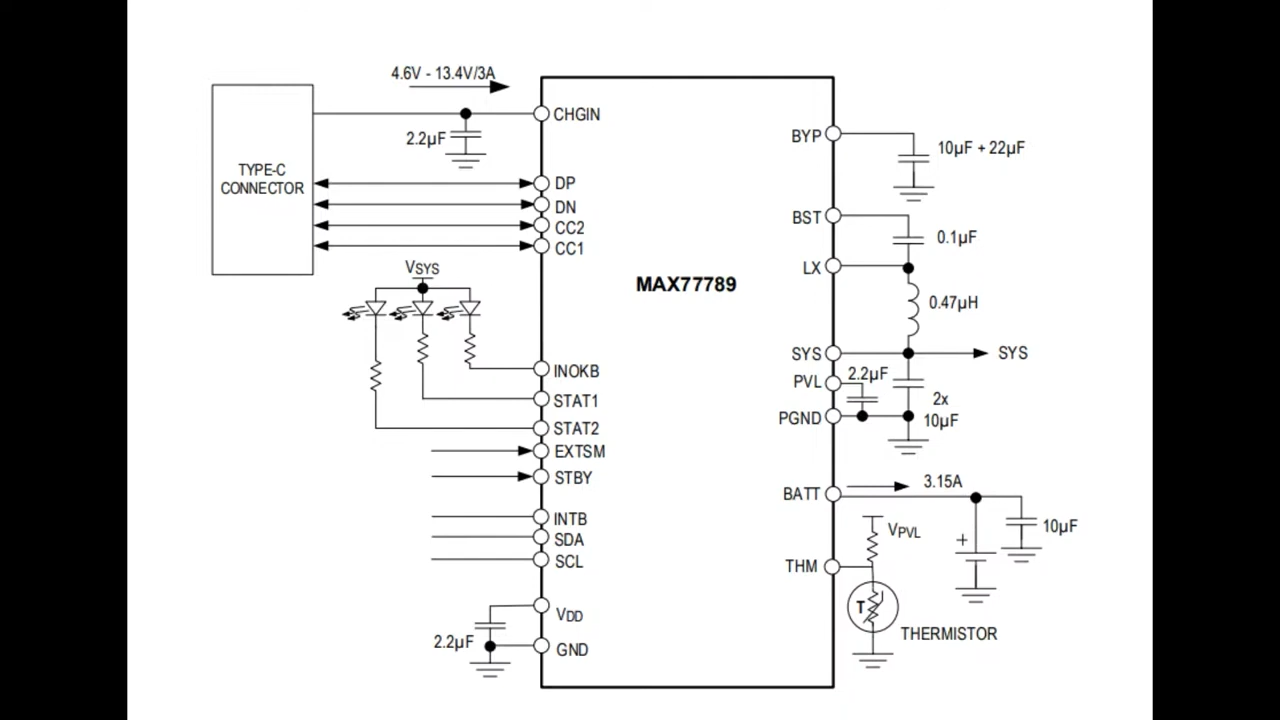 4.6V - 13.4V/3A
CHGIN
2.2µF
TYPE-C
CONNECTOR
DP
DN
CC2
CC1
VSYS
INOKB
STAT1
STAT2
EXTSM
STBY
INTB
SDA
SCL
VDD
2.2µF
GND
MAX77789
BYP
10µF + 22µF
BST
0.1µF
LX
0.47µH
SYS
SYS
PVL
2.2µF
2x
10µF
PGND
BATT
3.15A
10µF
+
VPVL
THM
T
THERMISTOR